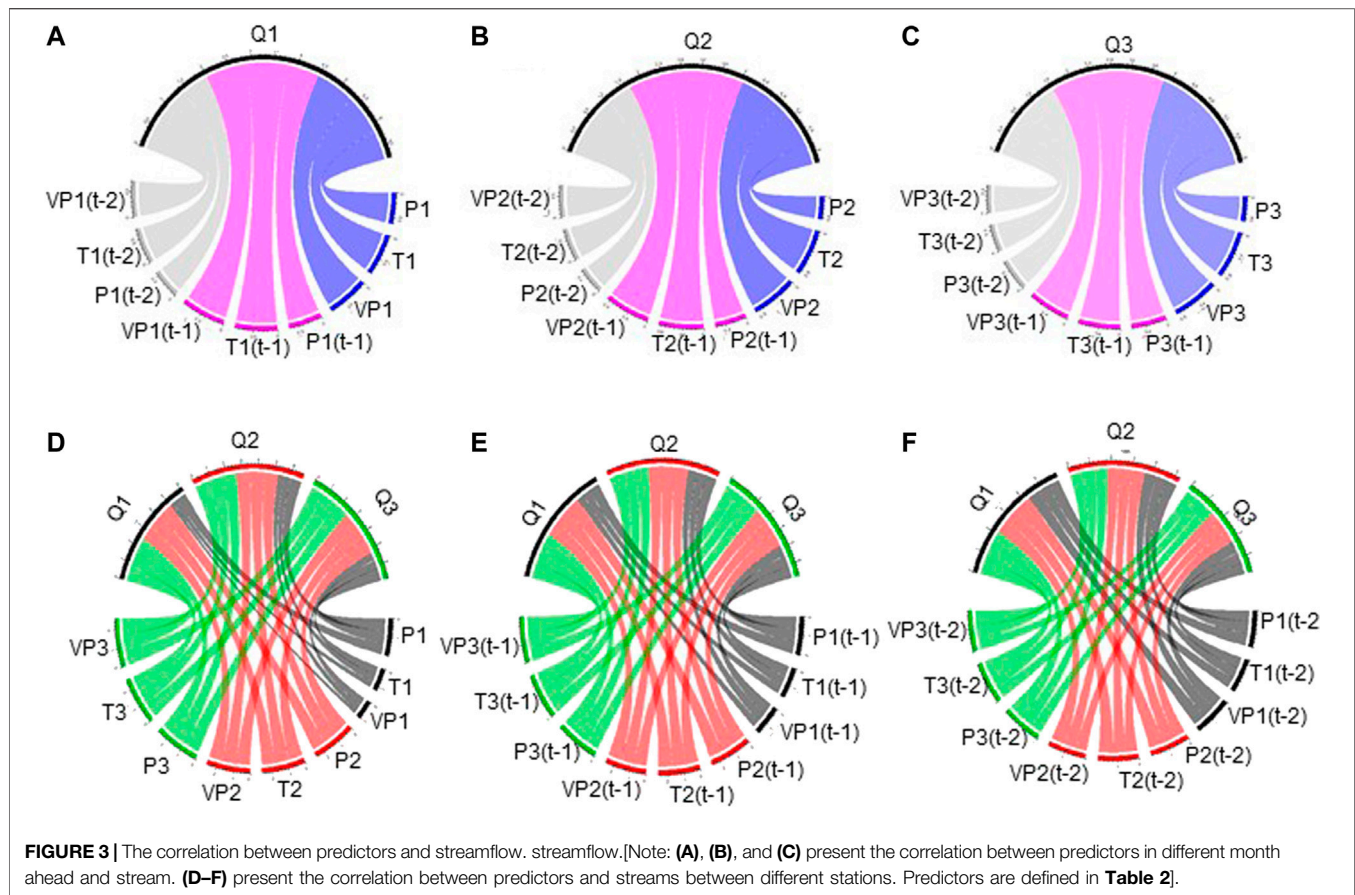 A
Q1
VP1(t-2)
T1(t-2)
P1(t-2)
VP1(t-1)
T1(t-1)
P1(t-1)
VP1
T1
P1
B
Q2
VP2(t-2)
T2(t-2)
P2(t-2)
VP2(t-1)
T2(t-1)
P2(t-1)
VP2
T2
P2
C
Q3
VP3(t-2)
T3(t-2)
P3(t-2)
VP3(t-1)
T3(t-1)
P3(t-1)
VP3
T3
P3
D
Q1
Q2
Q3
VP3
T3
P3
VP2
T2
P2
VP1
T1
P1
E
Q1
Q2
Q3
VP3(t-1)
T3(t-1)
P3(t-1)
VP2(t-1)
T2(t-1)
P2(t-1)
VP1(t-1)
T1(t-1)
P1(t-1)
F
Q1
Q2
Q3
VP3(t-2)
T3(t-2)
P3(t-2)
VP2(t-2)
T2(t-2)
P2(t-2)
VP1(t-2)
T1(t-2)
P1(t-2
FIGURE 3 | The correlation between predictors and streamflow. streamflow.[Note: (A), (B), and (C) present the correlation between predictors in different month
ahead and stream. (D–F) present the correlation between predictors and streams between different stations. Predictors are defined in Table 2].